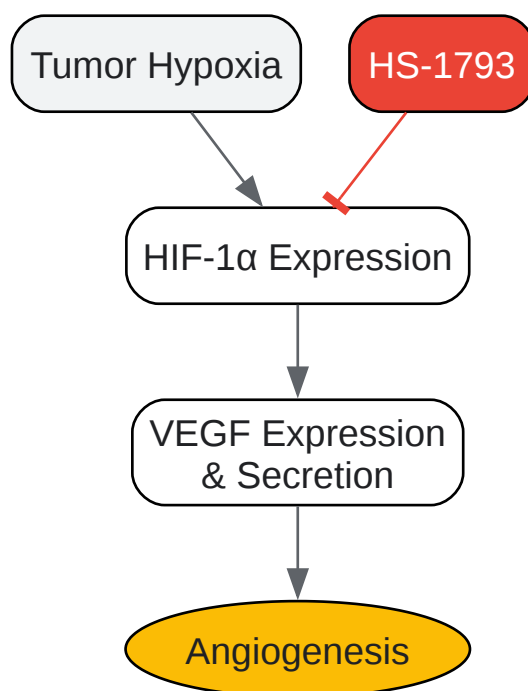 Tumor Hypoxia
HS-1793
HIF-1α Expression
VEGF Expression
& Secretion
Angiogenesis